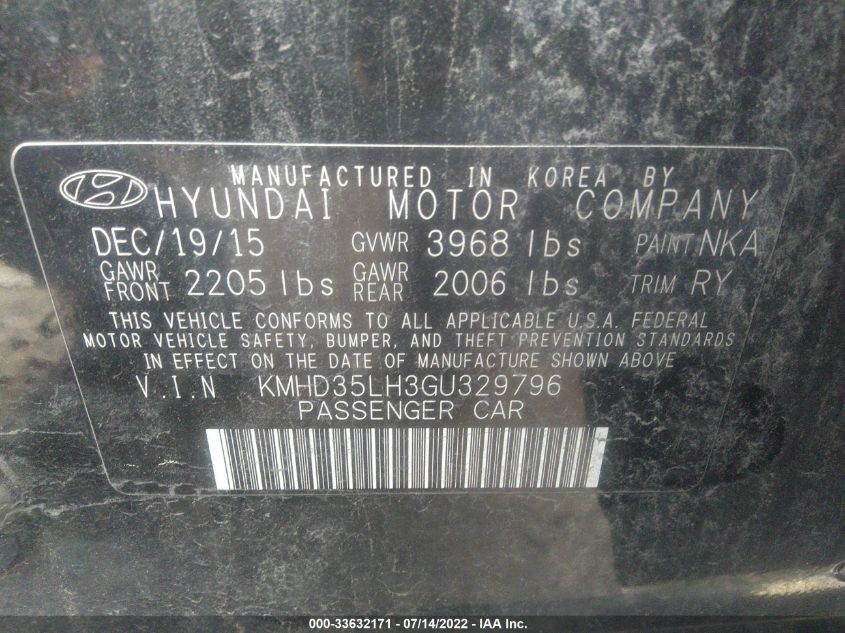 MANUFACTURED IN KOREA BY
HYUNDAI MOTOR COMPANY
DEC/19/15 GVWR 3968 lbs PAINT NKA
GAWR FRONT 2205 lbs GAWR REAR 2006 lbs TRIM RY
THIS VEHICLE CONFORMS TO ALL APPLICABLE U.S.A. FEDERAL
MOTOR VEHICLE SAFETY, BUMPER, AND THEFT PREVENTION STANDARDS
IN EFFECT ON THE DATE OF MANUFACTURE SHOWN ABOVE
V.I.N KMHD35LH3GU329796
PASSENGER CAR
000-33632171 - 07/14/2022 - IAA Inc.